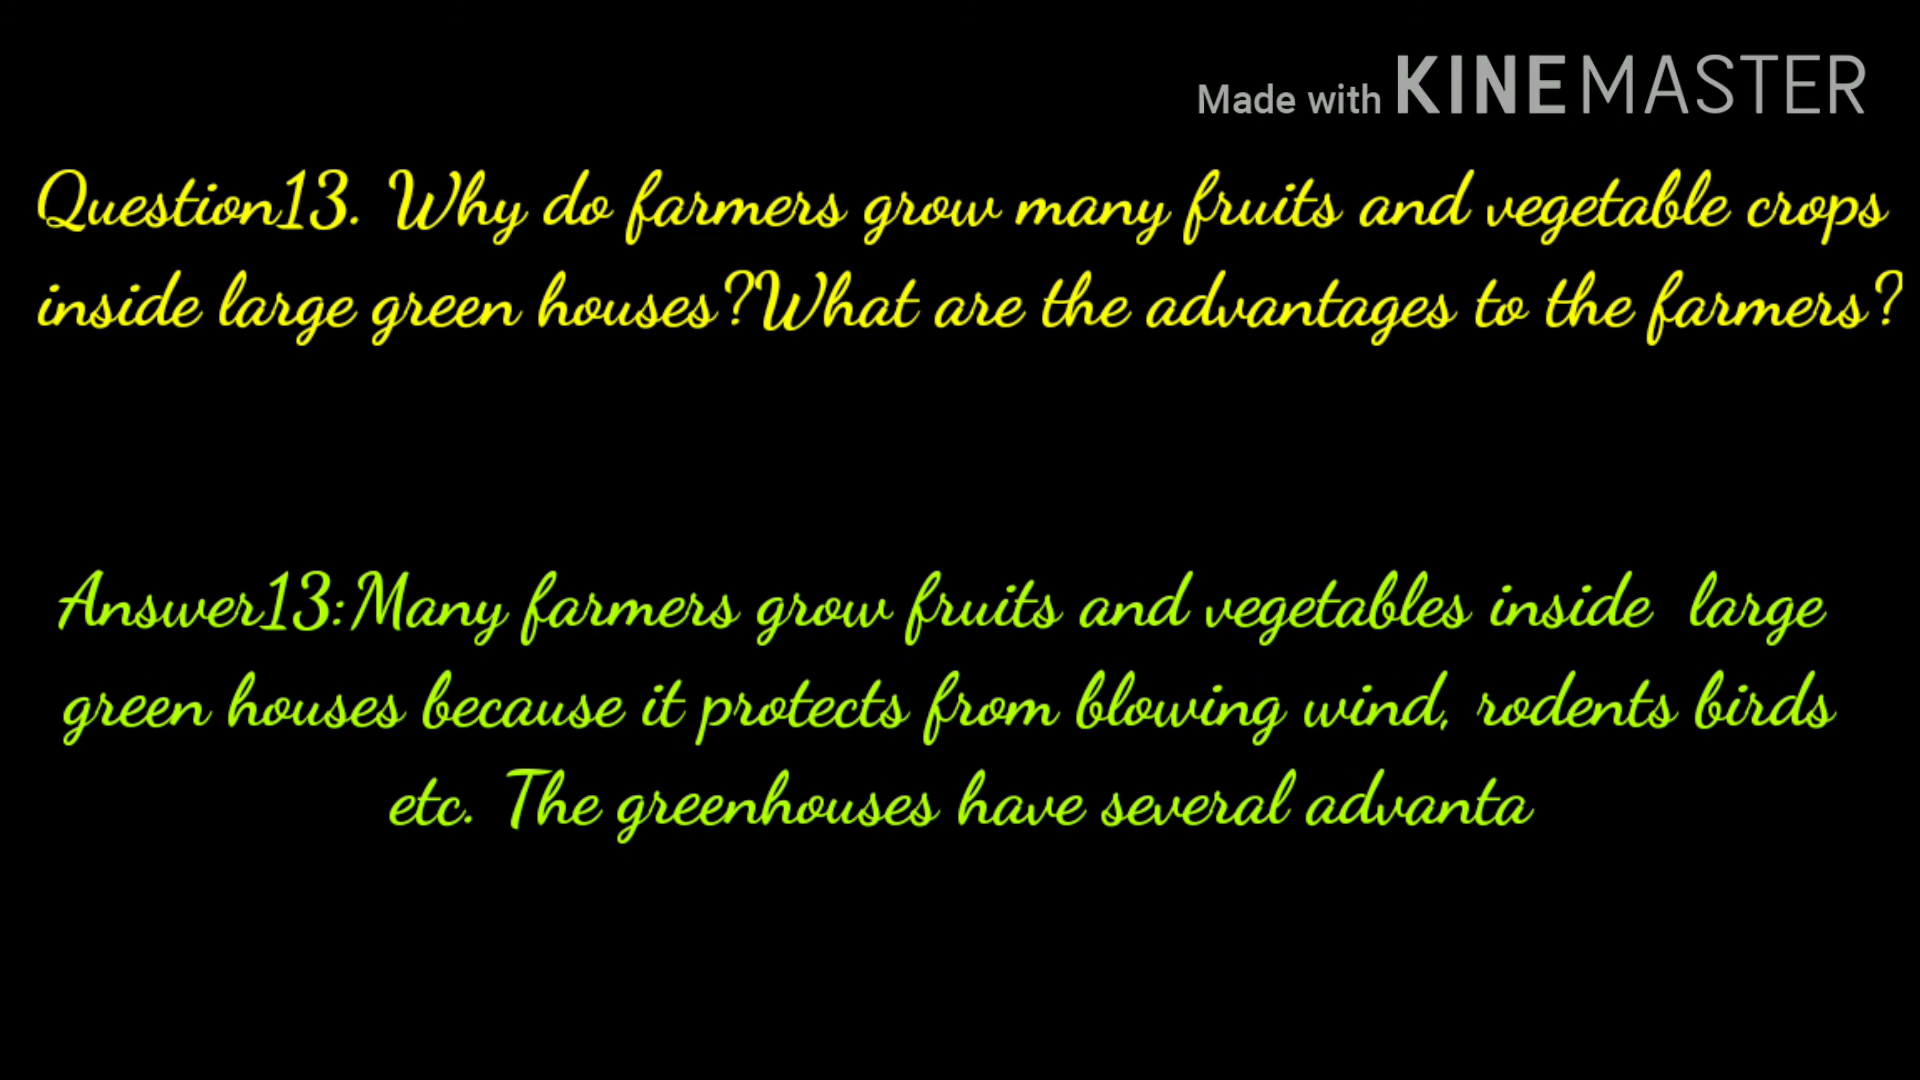 Made with KINEMASTER
Question13. Why do farmers grow many fruits and vegetable crops
inside large green houses?What are the advantages to the farmers?
Answer13:Many farmers grow fruits and vegetables inside  large
green houses because it protects from blowing wind, rodents birds
etc. The greenhouses have several advanta